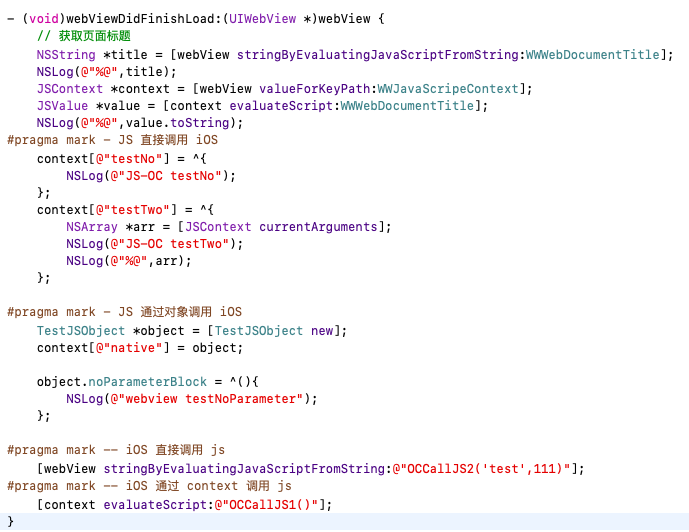 - (void)webViewDidFinishLoad:(UIWebView *)webView {
    // 获取页面标题
    NSString *title = [webView stringByEvaluatingJavaScriptFromString:WWWebDocumentTitle];
    NSLog(@"%@",title);
    JSContext *context = [webView valueForKeyPath:WWJavaScripeContext];
    JSValue *value = [context evaluateScript:WWWebDocumentTitle];
    NSLog(@"%@",value.toString);
#pragma mark - JS 直接调用 iOS
    context[@"testNo"] = ^{
        NSLog(@"JS-OC testNo");
    };
    context[@"testTwo"] = ^{
        NSArray *arr = [JSContext currentArguments];
        NSLog(@"JS-OC testTwo");
        NSLog(@"%@",arr);
    };

#pragma mark - JS 通过对象调用 iOS
    TestJSObject *object = [TestJSObject new];
    context[@"native"] = object;

    object.noParameterBlock = ^(){
        NSLog(@"webview testNoParameter");
    };

#pragma mark -- iOS 直接调用 js
    [webView stringByEvaluatingJavaScriptFromString:@"OCCallJS2('test',111)"];
#pragma mark -- iOS 通过 context 调用 js
    [context evaluateScript:@"OCCallJS1()"];
}